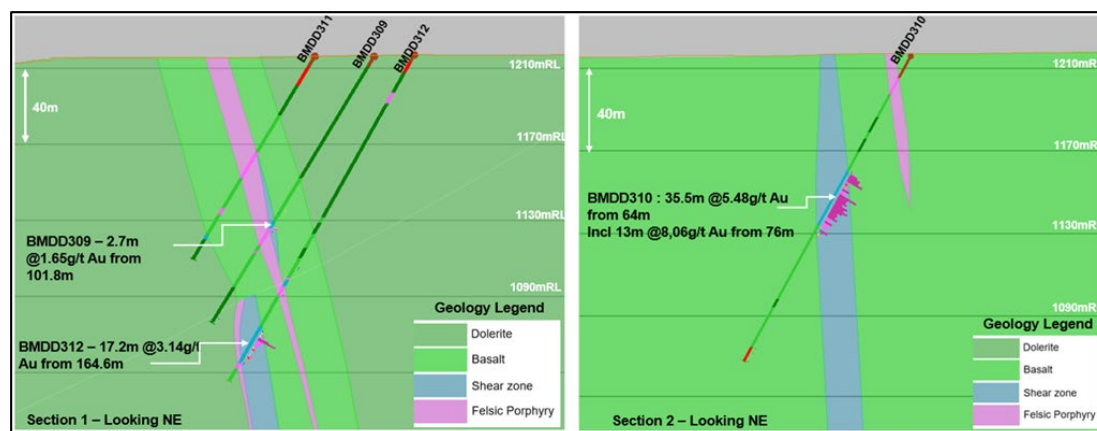 BMDD311
BMDD309
BMDD312
1210mRL
40m
1170mRL
1130mRL
BMDD309 – 2.7m
@1.65g/t Au from
101.8m
1090mRL
Geology Legend
Dolerite
Basalt
Shear zone
Felsic Porphyry
BMDD312 – 17.2m @3.14g/t
Au from 164.6m
Section 1 – Looking NE
BMDD310
1210mRL
40m
1170mRL
BMDD310 : 35.5m @5.48g/t Au
from 64m
Incl 13m @8,06g/t Au from 76m
1130mRL
1090mRL
Geology Legend
Dolerite
Basalt
Shear zone
Felsic Porphyry
Section 2 – Looking NE